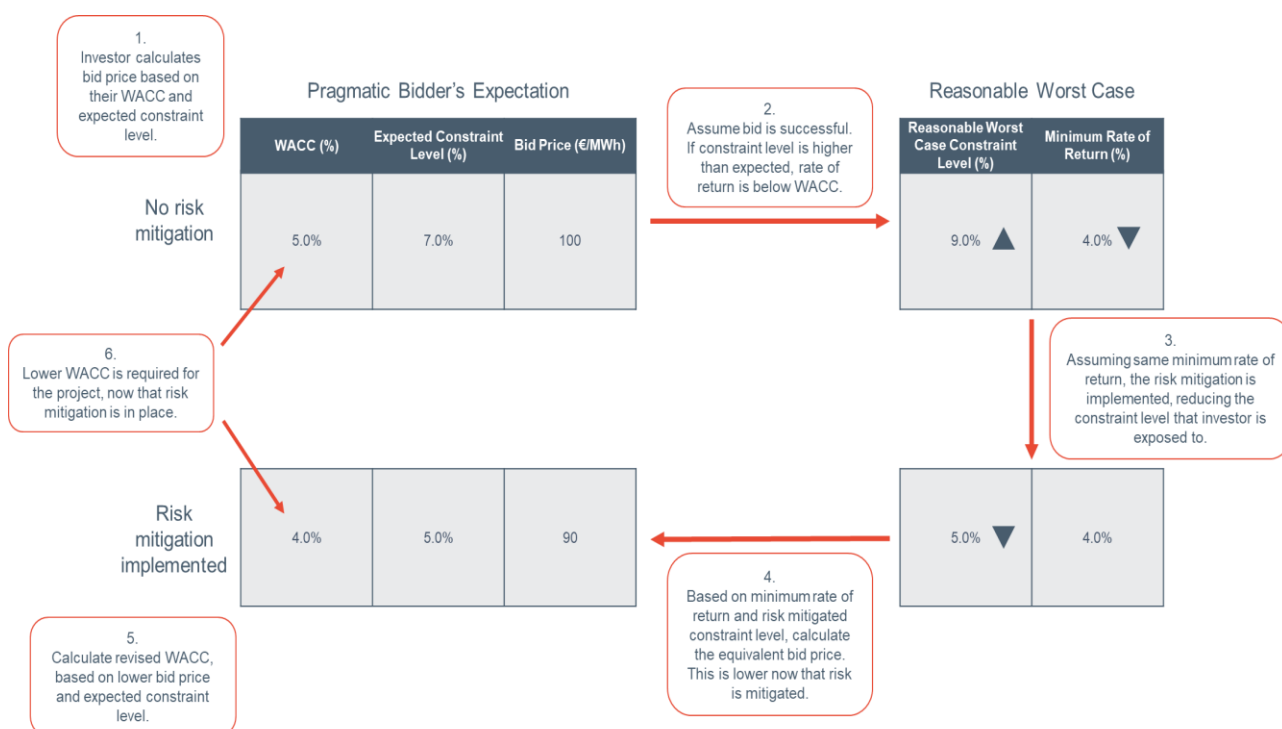 1.
Investor calculates
bid price based on
their WACC and
expected constraint
level.
Pragmatic Bidder's Expectation
Reasonable Worst Case
2.
Assume bid is successful.
If constraint level is higher
than expected, rate of
return is below WACC.
WACC (%)
Expected Constraint
Level (%)
Bid Price (€/MWh)
Reasonable Worst
Case Constraint
Level (%)
Minimum Rate of
Return (%)
No risk
mitigation
5.0%
7.0%
100
9.0%
4.0%
6.
Lower WACC is required for
the project, now that risk
mitigation is in place.
3.
Assuming same minimum rate of
return, the risk mitigation is
implemented, reducing the
constraint level that investor is
exposed to.
Risk
mitigation
implemented
4.0%
5.0%
90
5.0%
4.0%
4.
Based on minimum rate of
return and risk mitigated
constraint level, calculate
the equivalent bid price.
This is lower now that risk
is mitigated.
5.
Calculate revised WACC,
based on lower bid price
and expected constraint
level.